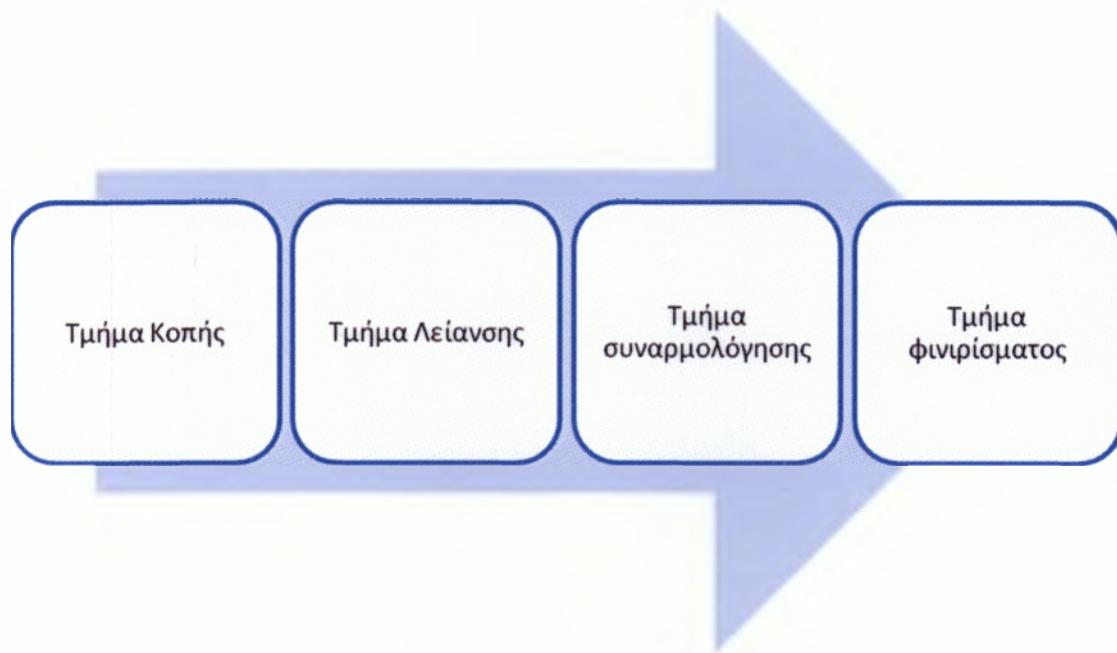 Τμήμα Κοπής
Τμήμα Λείανσης
Τμήμα
συναρμολόγησης
Τμήμα
φινιρίσματος